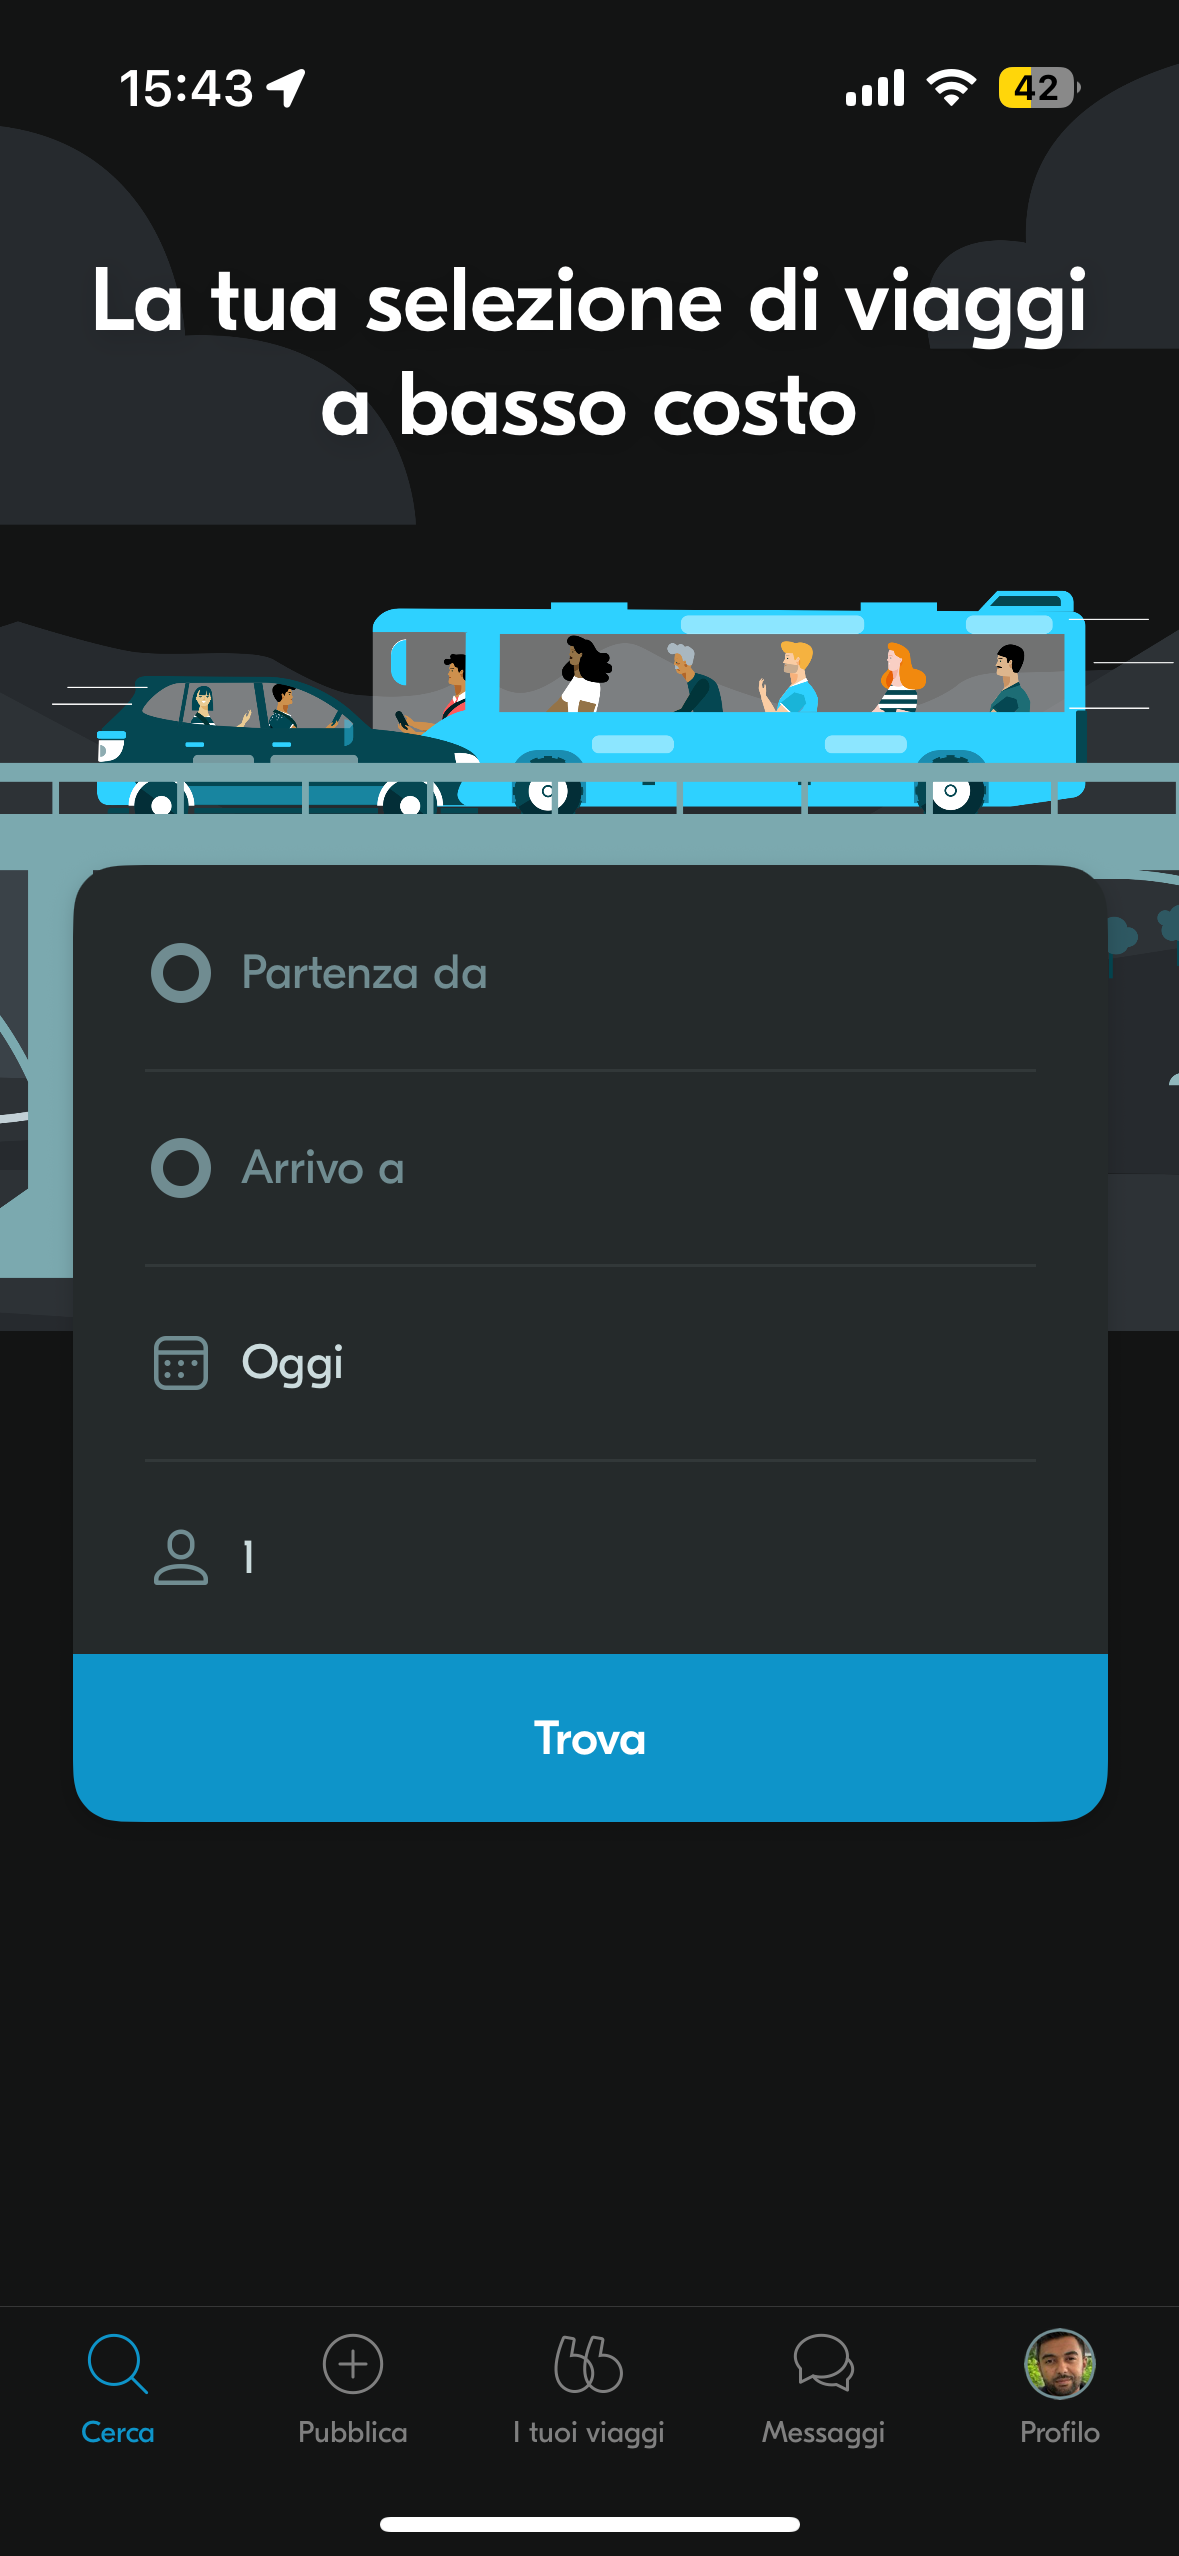 15:43
42
La tua selezione di viaggi
a basso costo
Partenza da
Arrivo a
Oggi
1
Trova
Cerca
Pubblica
I tuoi viaggi
Messaggi
Profilo